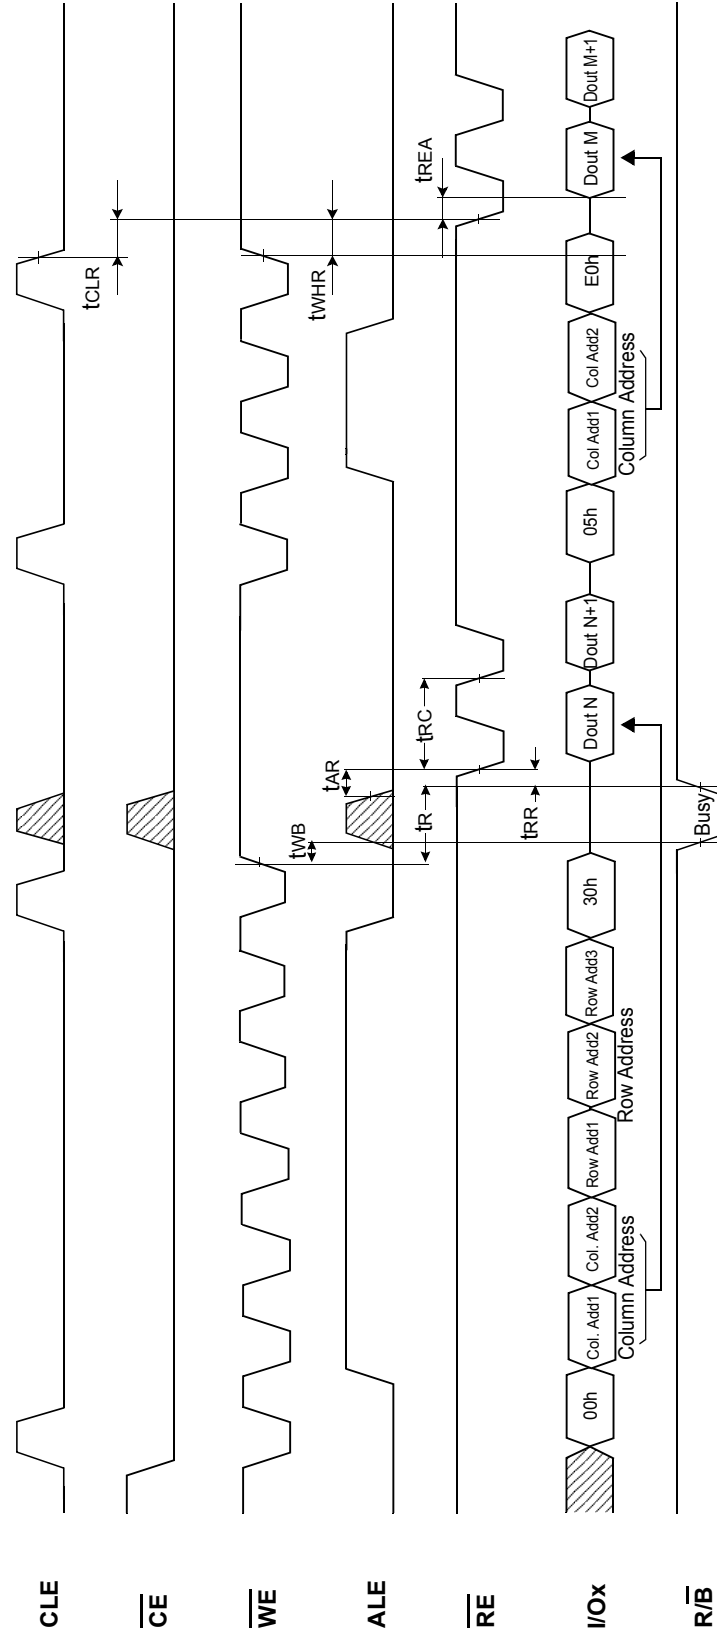 CLE
tCLR
CE
WE
tWB
tWHR
ALE
tAR
tR
tRC
tREA
RE
tRR
I/Ox
00h
Col. Add1
Col. Add2
Row Add1
Row Add2
Row Add3
30h
Dout N
Dout N+1
05h
Col Add1
Col Add2
E0h
Dout M
Dout M+1
Column Address
Row Address
Column Address
R/B
Busy